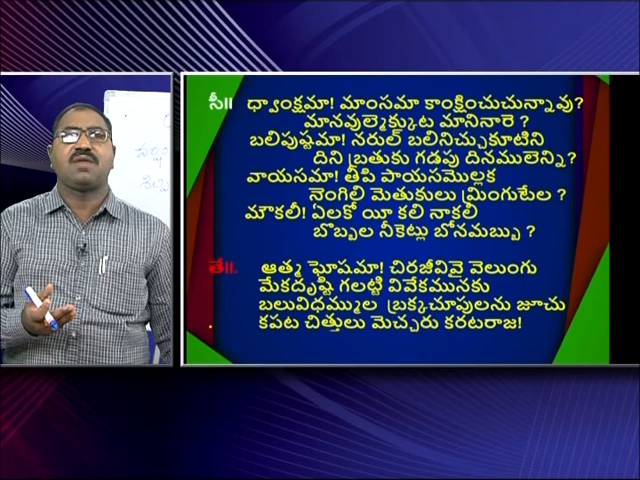 సీ॥ ధ్వాంక్షమా! మాంసమా కాంక్షించుచున్నావు?
మానవుల్మెక్కుట మానినారె ?
బలిపుష్టమా! నరుల్ బలినిచ్చుకూటిని
దిని బ్రతుకు గడపు దినములెన్ని?
వాయసమా! తీపి పాయసమొల్లక
నెంగిలి మెతుకులు మ్రింగుటేల ?
మౌకలీ! ఏలకో యీ కలి నాకలి
బొబ్బల నీకెట్లు బోనమబ్బు ?
తే॥. ఆత్మ ఘోషమా! చిరజీవివై వెలుంగు
మేకదృష్టి గలట్టి వివేకమునకు
బలువిధమ్ముల బ్రక్కచూపులను జూచు
కపట చిత్తులు మెచ్చరు కరటరాజ!